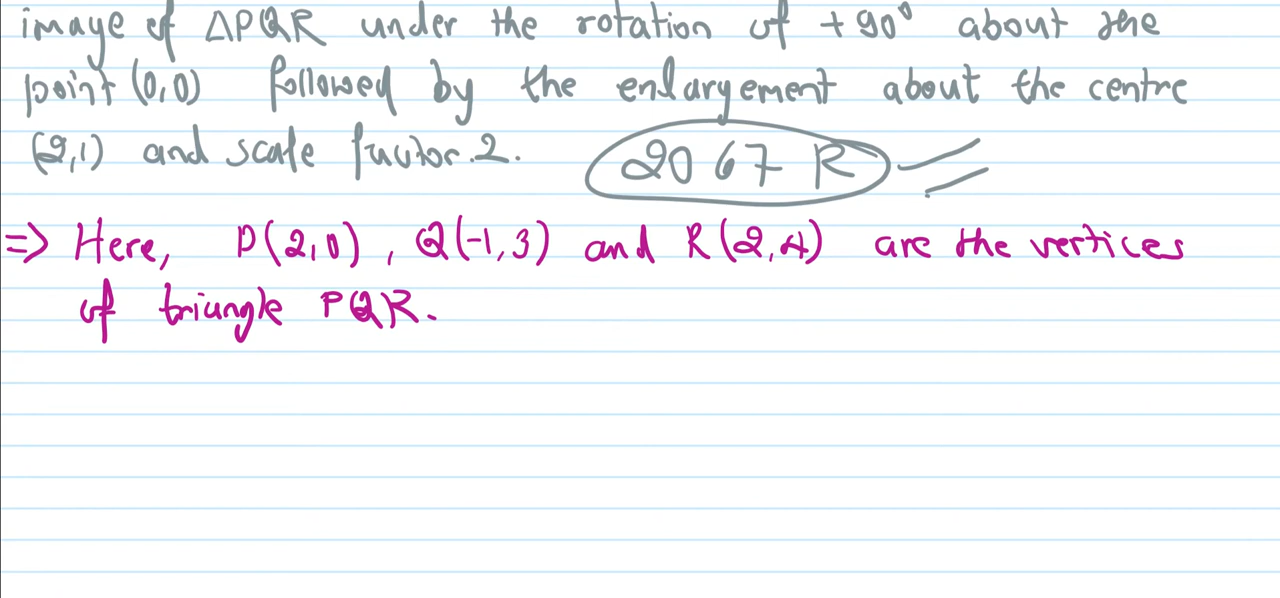 image of ΔPQR under the rotation of +90° about the
point (0,0) followed by the enlargement about the centre
(2,1) and scale factor 2. 2067 R
=> Here, P(2,0), Q(-1,3) and R(2,4) are the vertices
of triangle PQR.